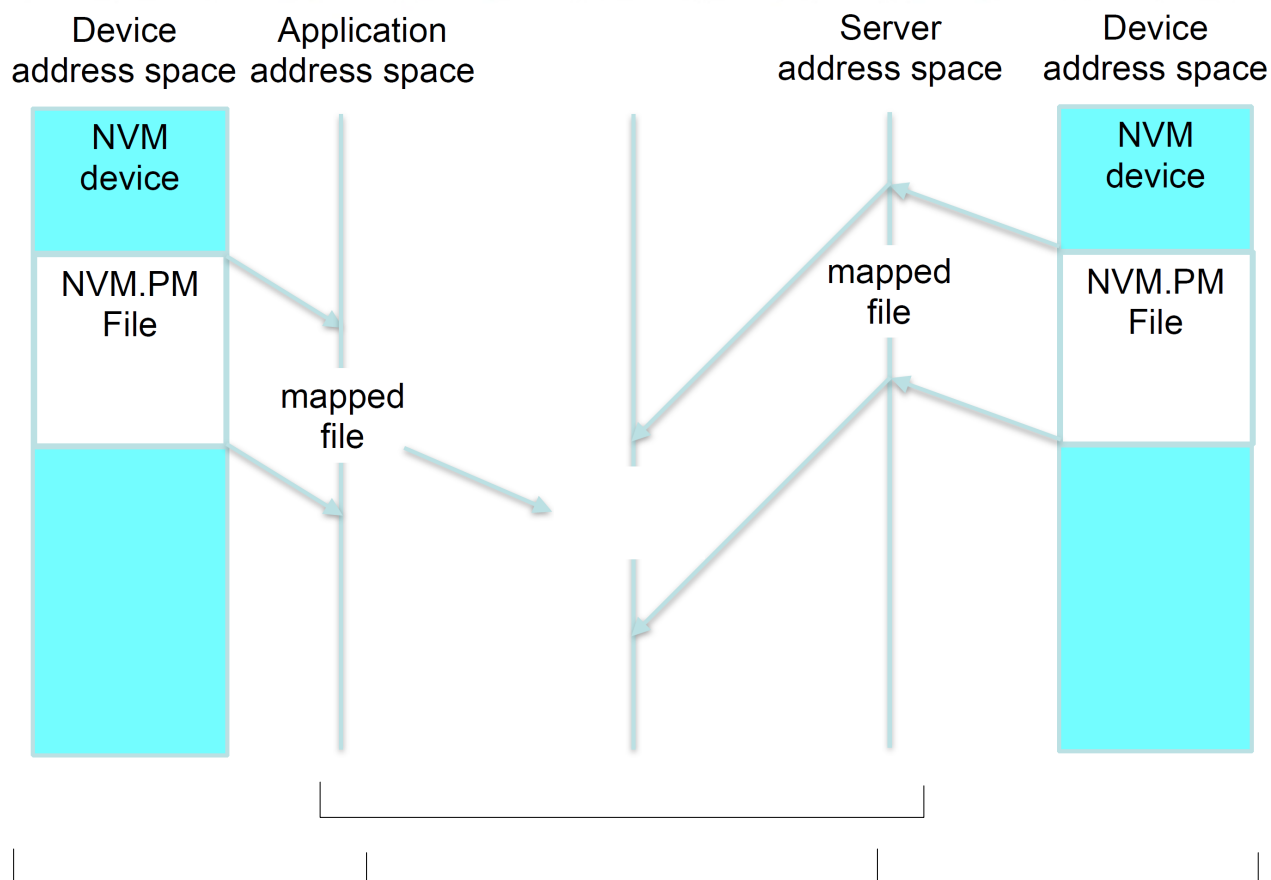 Device
address space
Application
address space
Server
address space
Device
address space
NVM
device
NVM.PM
File
mapped
file
mapped
file
NVM
device
NVM.PM
File